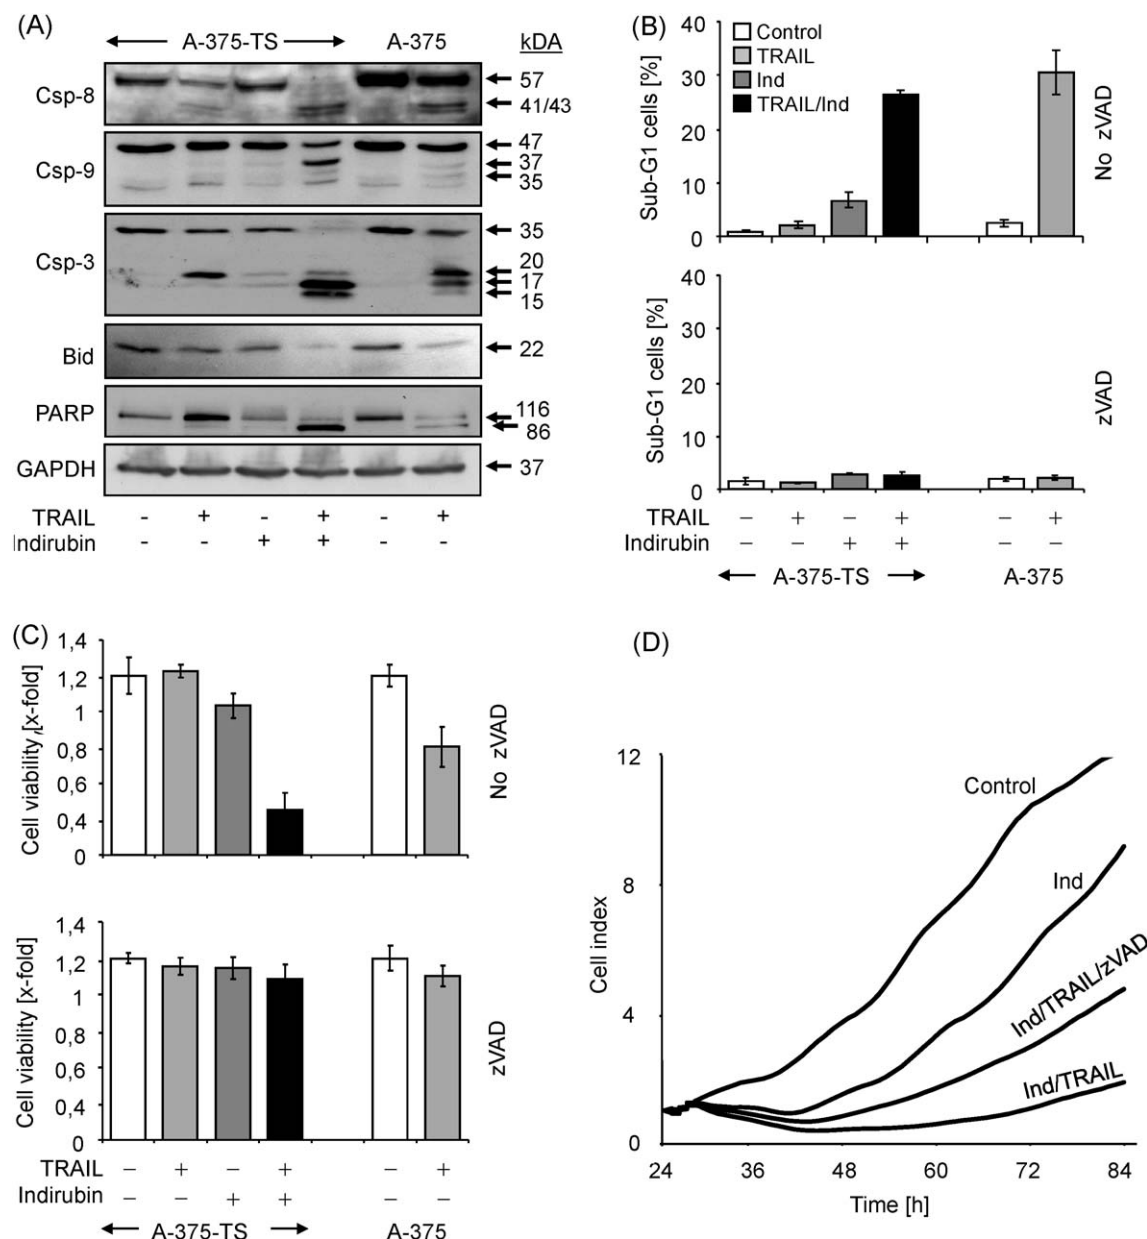 (A)
A-375-TS A-375 kDA
Csp-8
57
41/43
Csp-9
47
37
35
Csp-3
35
20
17
15
Bid
22
PARP
116
86
GAPDH
37
TRAIL - + - + - +
Indirubin - - + + - -
(B)
Control
TRAIL
Ind
TRAIL/Ind
Sub-G1 cells [%]
40
30
20
10
0
No zVAD
Sub-G1 cells [%]
40
30
20
10
0
zVAD
TRAIL − + − + − +
Indirubin − − + + − −
A-375-TS A-375
(C)
Cell viability [x-fold]
1,4
1,2
1
0,8
0,6
0,4
0
No zVAD
Cell viability [x-fold]
1,4
1,2
1
0,8
0,6
0,4
0
zVAD
TRAIL − + − + − +
Indirubin − − + + − −
A-375-TS A-375
(D)
Cell index
12
8
4
0
Control
Ind
Ind/TRAIL/zVAD
Ind/TRAIL
24 36 48 60 72 84
Time [h]